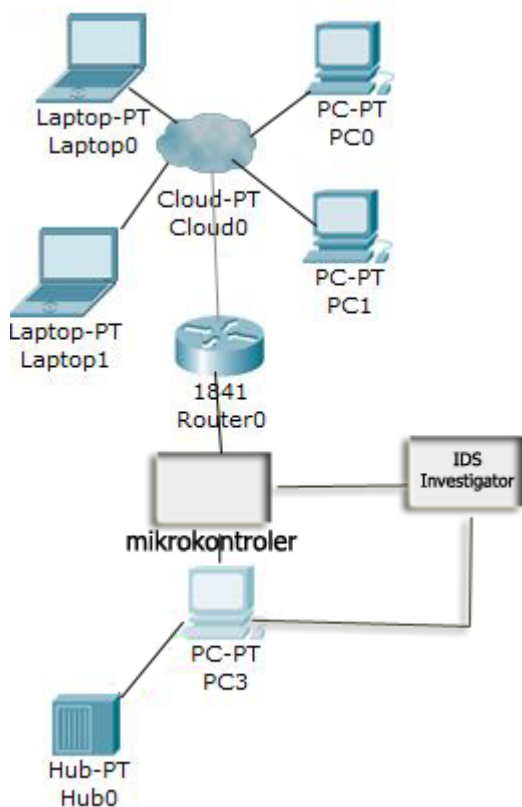 Laptop-PT
Laptop0
PC-PT
PC0
Cloud-PT
Cloud0
PC-PT
PC1
Laptop-PT
Laptop1
1841
Router0
IDS
Investigator
mikrokontroler
PC-PT
PC3
Hub-PT
Hub0